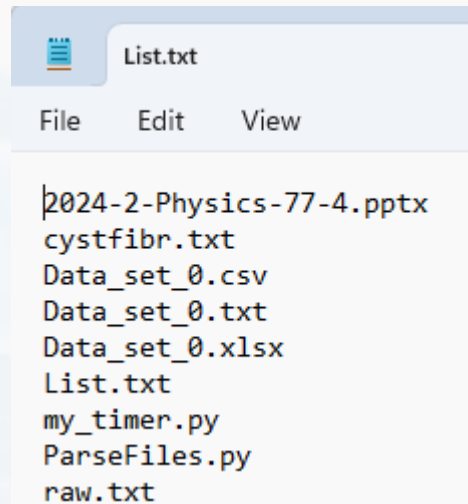 List.txt
File Edit View
2024-2-Physics-77-4.pptx
cystfibr.txt
Data_set_0.csv
Data_set_0.txt
Data_set_0.xlsx
List.txt
my_timer.py
ParseFiles.py
raw.txt